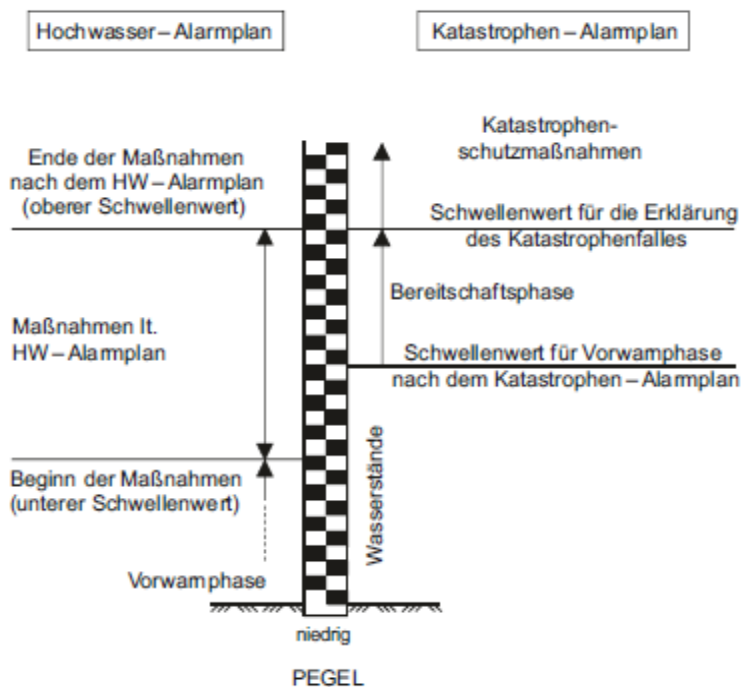 Hochwasser – Alarmplan
Katastrophen – Alarmplan
Katastrophen-
schutzmaßnahmen
Ende der Maßnahmen
nach dem HW – Alarmplan
(oberer Schwellenwert)
Schwellenwert für die Erklärung
des Katastrophenfalles
Bereitschaftsphase
Maßnahmen lt.
HW – Alarmplan
Schwellenwert für Vorwarnphase
nach dem Katastrophen – Alarmplan
Beginn der Maßnahmen
(unterer Schwellenwert)
Wasserstände
Vorwarnphase
niedrig
PEGEL